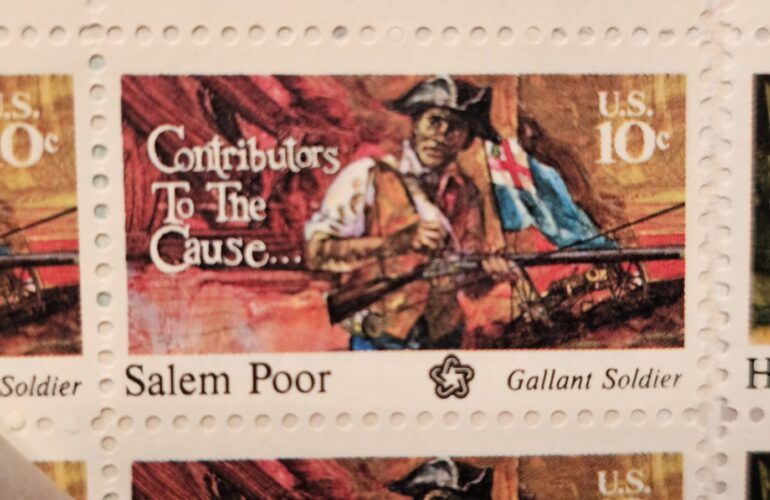 Contributors
To The
Cause...
U.S.
10c
Salem Poor
Gallant Soldier
U.S.
0c
Soldier
H
U.S.